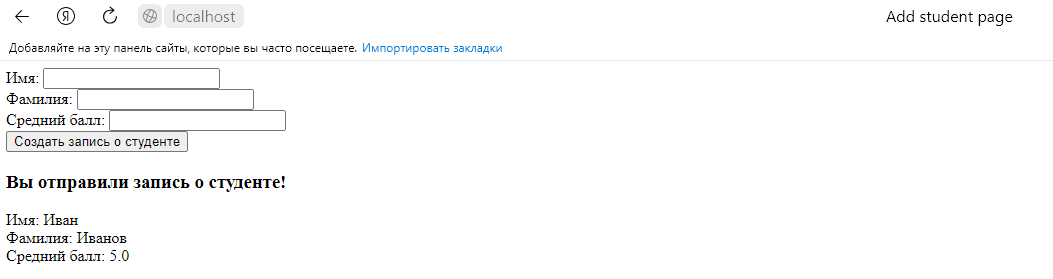 Я localhost Add student page
Добавляйте на эту панель сайты, которые вы часто посещаете. Импортировать закладки
Имя:
Фамилия:
Средний балл:
Создать запись о студенте
Вы отправили запись о студенте!
Имя: Иван
Фамилия: Иванов
Средний балл: 5.0